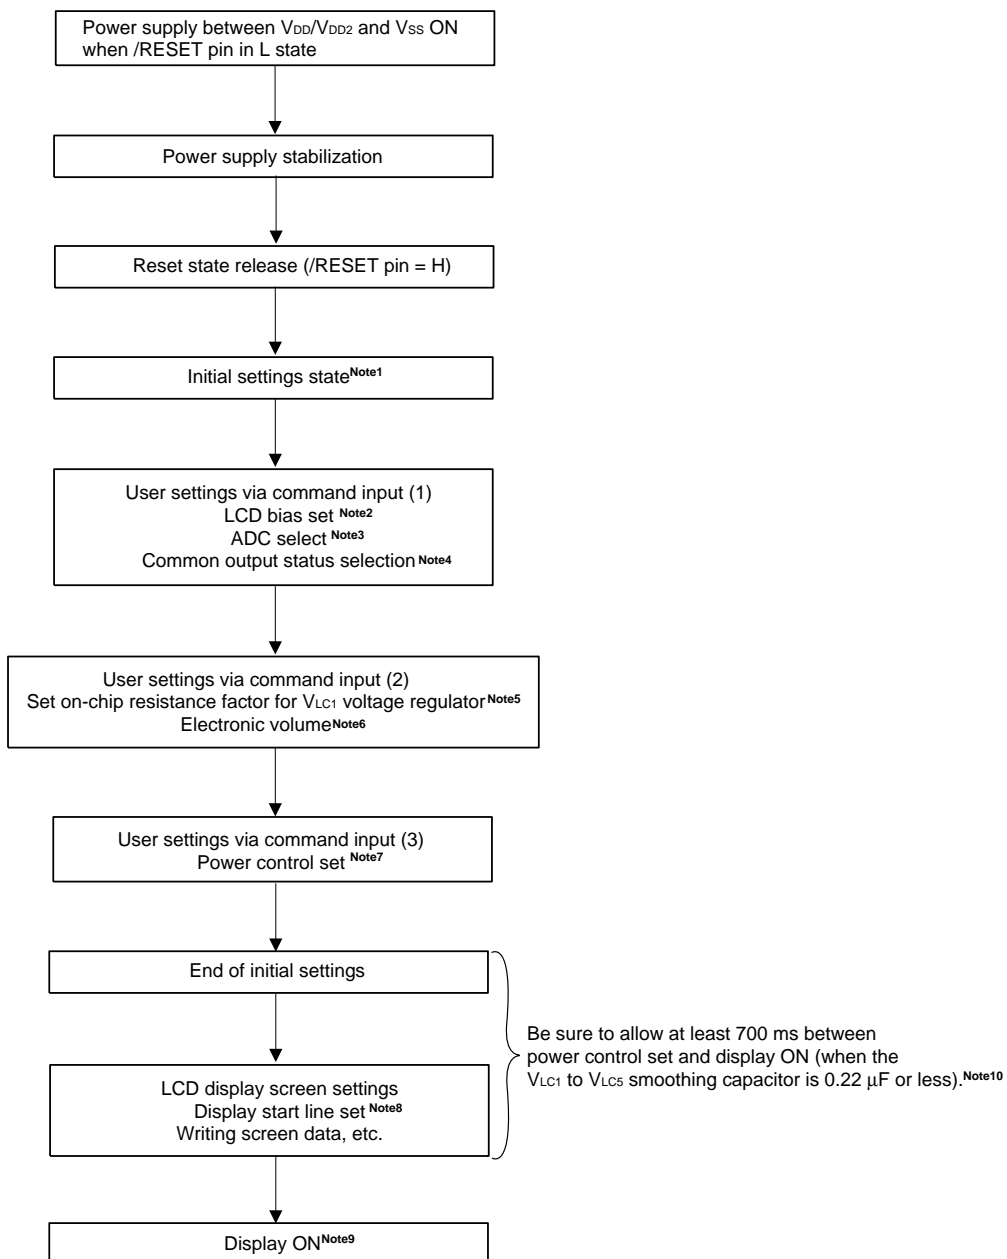 Power supply between VDD/VDD2 and VSS ON
when /RESET pin in L state
Power supply stabilization
Reset state release (/RESET pin = H)
Initial settings stateNote1
User settings via command input (1)
LCD bias set Note2
ADC select Note3
Common output status selection Note4
User settings via command input (2)
Set on-chip resistance factor for VLC1 voltage regulatorNote5
Electronic volumeNote6
User settings via command input (3)
Power control set Note7
End of initial settings
LCD display screen settings
Display start line set Note8
Writing screen data, etc.
Be sure to allow at least 700 ms between
power control set and display ON (when the
VLC1 to VLC5 smoothing capacitor is 0.22 μF or less).Note10
Display ONNote9